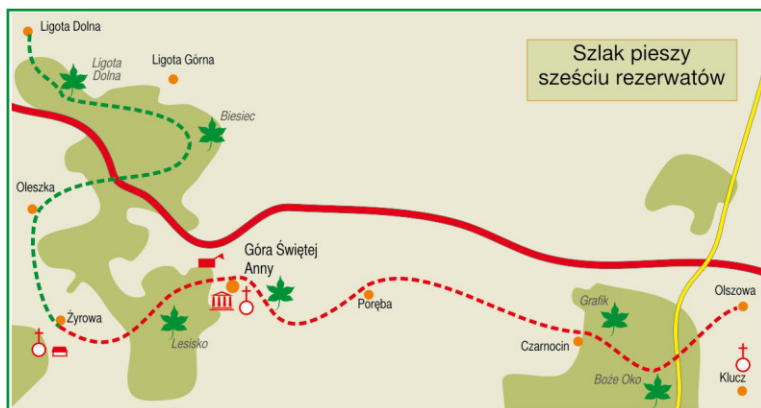 Szlak pieszy
sześciu rezerwatów
Ligota Dolna
Ligota
Dolna
Ligota Górna
Biesiec
Oleszka
Góra Świętej
Anny
Żyrowa
Lesisko
Poręba
Grafik
Czarnocin
Boże Oko
Olszowa
Klucz